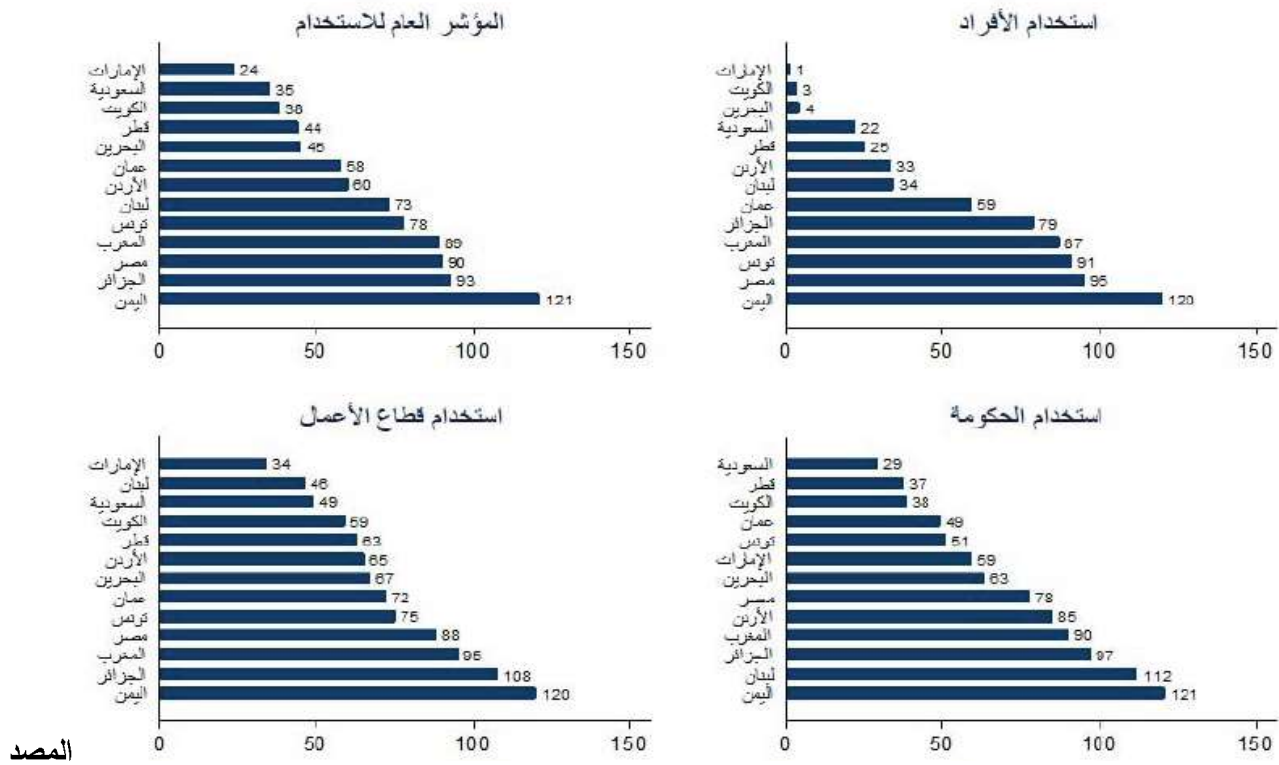 المؤشر العام للاستخدام
الإمارات 24
السعودية 35
الكويت 38
قطر 44
البحرين 45
عمان 58
الأردن 60
لبنان 73
تونس 78
المغرب 89
مصر 90
الجزائر 93
اليمن 121
0 50 100 150
استخدام الأفراد
الإمارات 1
الكويت 3
البحرين 4
السعودية 22
قطر 25
الأردن 33
لبنان 34
عمان 59
الجزائر 79
المغرب 87
تونس 91
مصر 95
اليمن 120
0 50 100 150
استخدام قطاع الأعمال
الإمارات 34
لبنان 46
السعودية 49
الكويت 59
قطر 63
الأردن 65
البحرين 67
عمان 72
تونس 75
مصر 88
المغرب 95
الجزائر 108
اليمن 120
0 50 100 150
استخدام الحكومة
السعودية 29
قطر 37
الكويت 38
عمان 49
تونس 51
الإمارات 59
البحرين 63
مصر 78
الأردن 85
المغرب 90
الجزائر 97
لبنان 112
اليمن 121
0 50 100 150
المصد